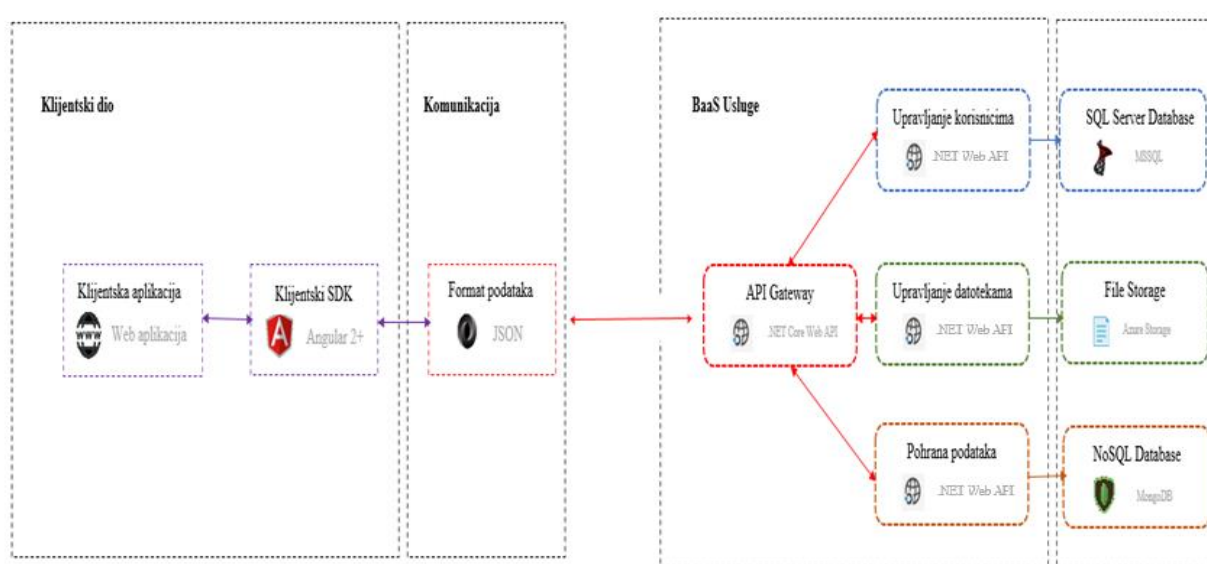 Klijentski dio
Komunikacija
BaaS Usluge
Klijentska aplikacija
WWW
Web aplikacija
Klijentski SDK
Angular 2+
Format podataka
JSON
API Gateway
.NET Core Web API
Upravljanje korisnicima
.NET Web API
SQL Server Database
MSSQL
Upravljanje datotekama
.NET Web API
File Storage
Azure Storage
Pohrana podataka
.NET Web API
NoSQL Database
MongoDB